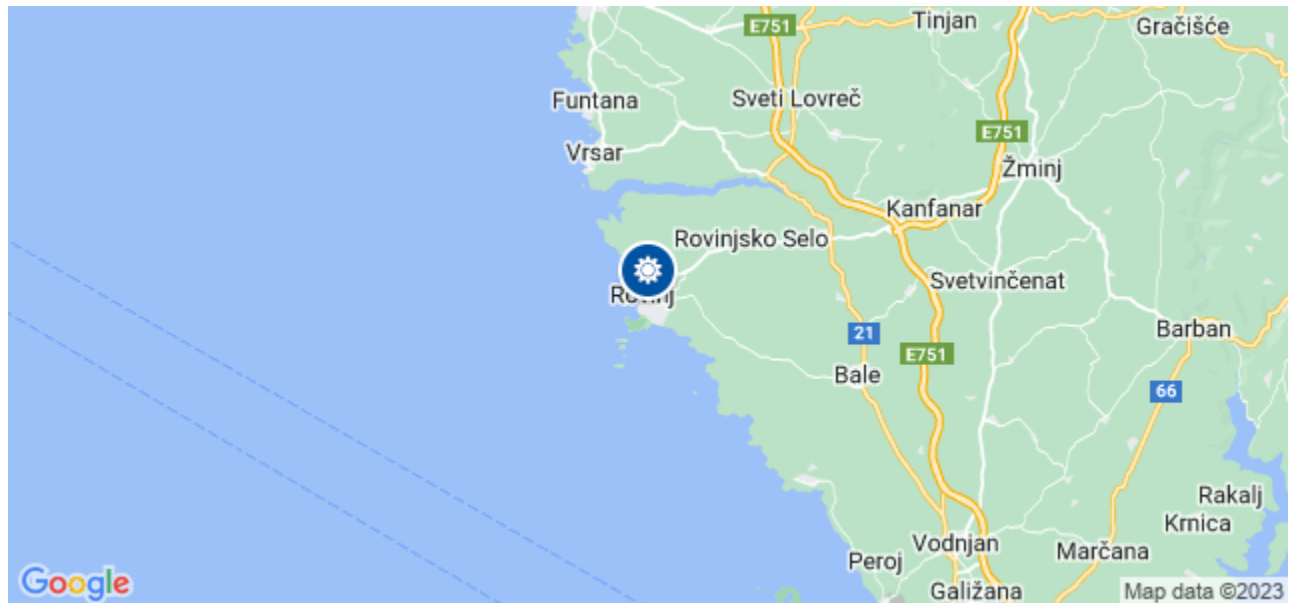 E751
Tinjan
Gračišće
Funtana
Sveti Lovreč
E751
Vrsar
Žminj
Kanfanar
Rovinjsko Selo
Svetvinčenat
Rovinj
21
Barban
E751
Bale
66
Rakalj
Krnica
Vodnjan
Marčana
Peroj
Galižana
Google
Map data ©2023